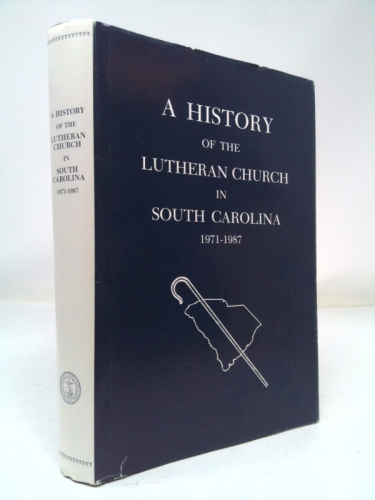 A HISTORY
OF THE
LUTHERAN
CHURCH
IN
SOUTH
CAROLINA
1971-1987
A HISTORY
OF THE
LUTHERAN CHURCH
IN
SOUTH CAROLINA
1971-1987